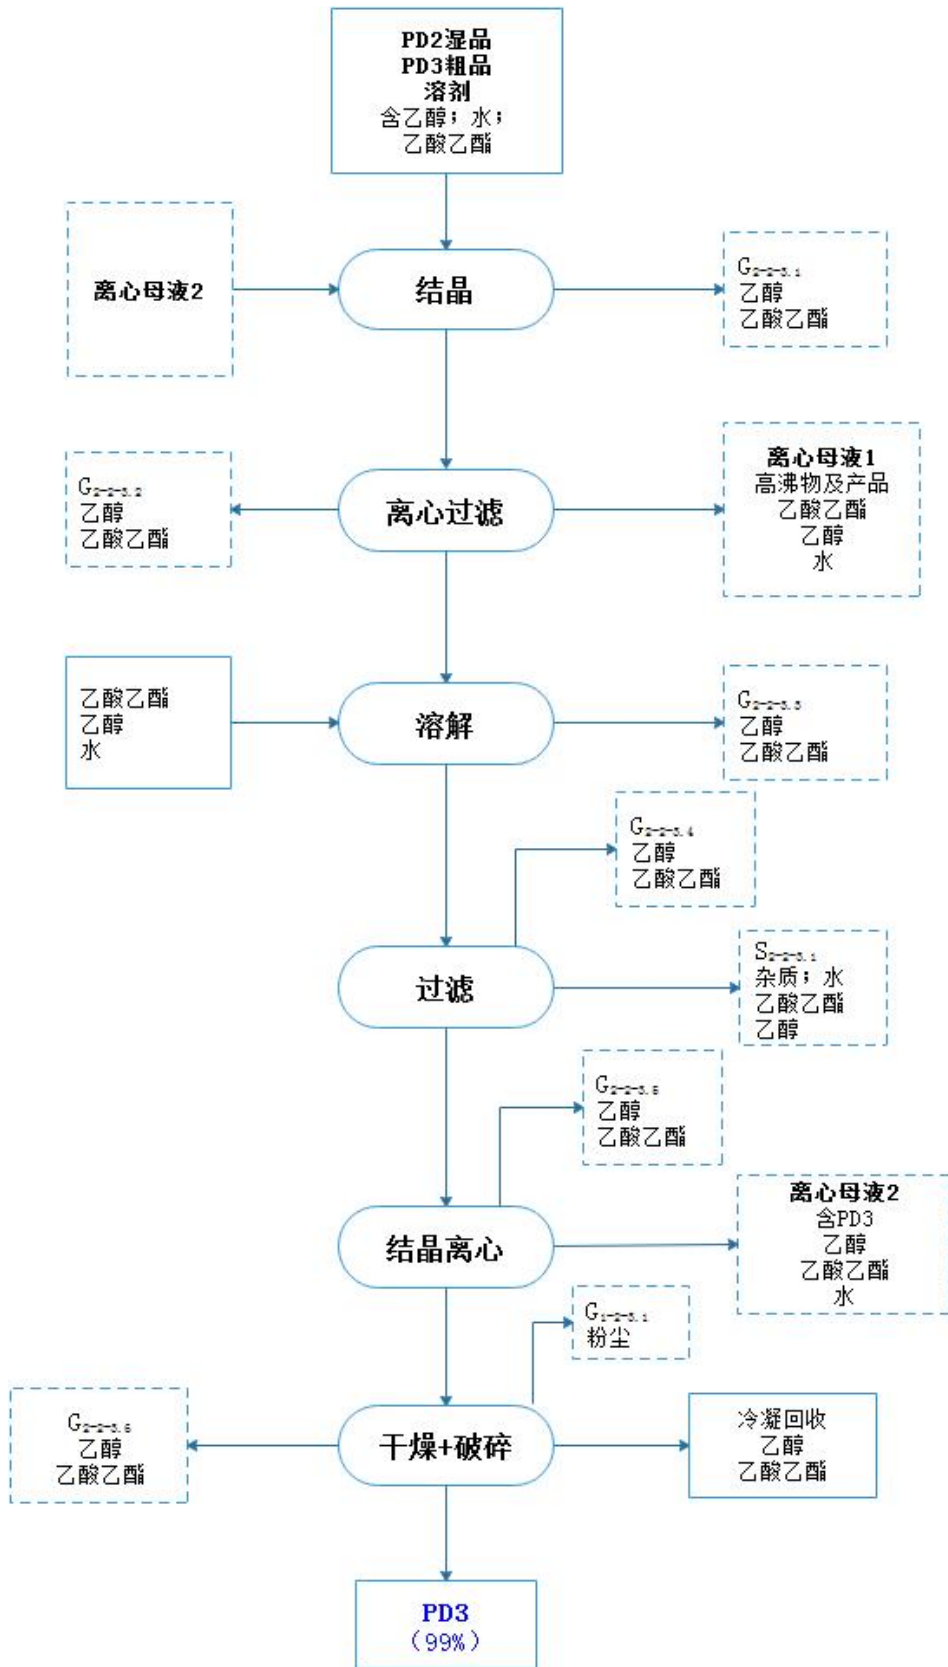 PD2湿品
PD3粗品
溶剂
含乙醇；水；
乙酸乙酯
离心母液2
结晶
G2-2-3.1
乙醇
乙酸乙酯
G2-2-3.2
乙醇
乙酸乙酯
离心过滤
离心母液1
高沸物及产品
乙酸乙酯
乙醇
水
乙酸乙酯
乙醇
水
溶解
G2-2-3.3
乙醇
乙酸乙酯
G2-2-3.4
乙醇
乙酸乙酯
过滤
S2-2-3.1
杂质；水
乙酸乙酯
乙醇
G2-2-3.5
乙醇
乙酸乙酯
结晶离心
离心母液2
含PD3
乙醇
乙酸乙酯
水
G1-2-3.1
粉尘
G2-2-3.6
乙醇
乙酸乙酯
干燥+破碎
冷凝回收
乙醇
乙酸乙酯
PD3
（99%）